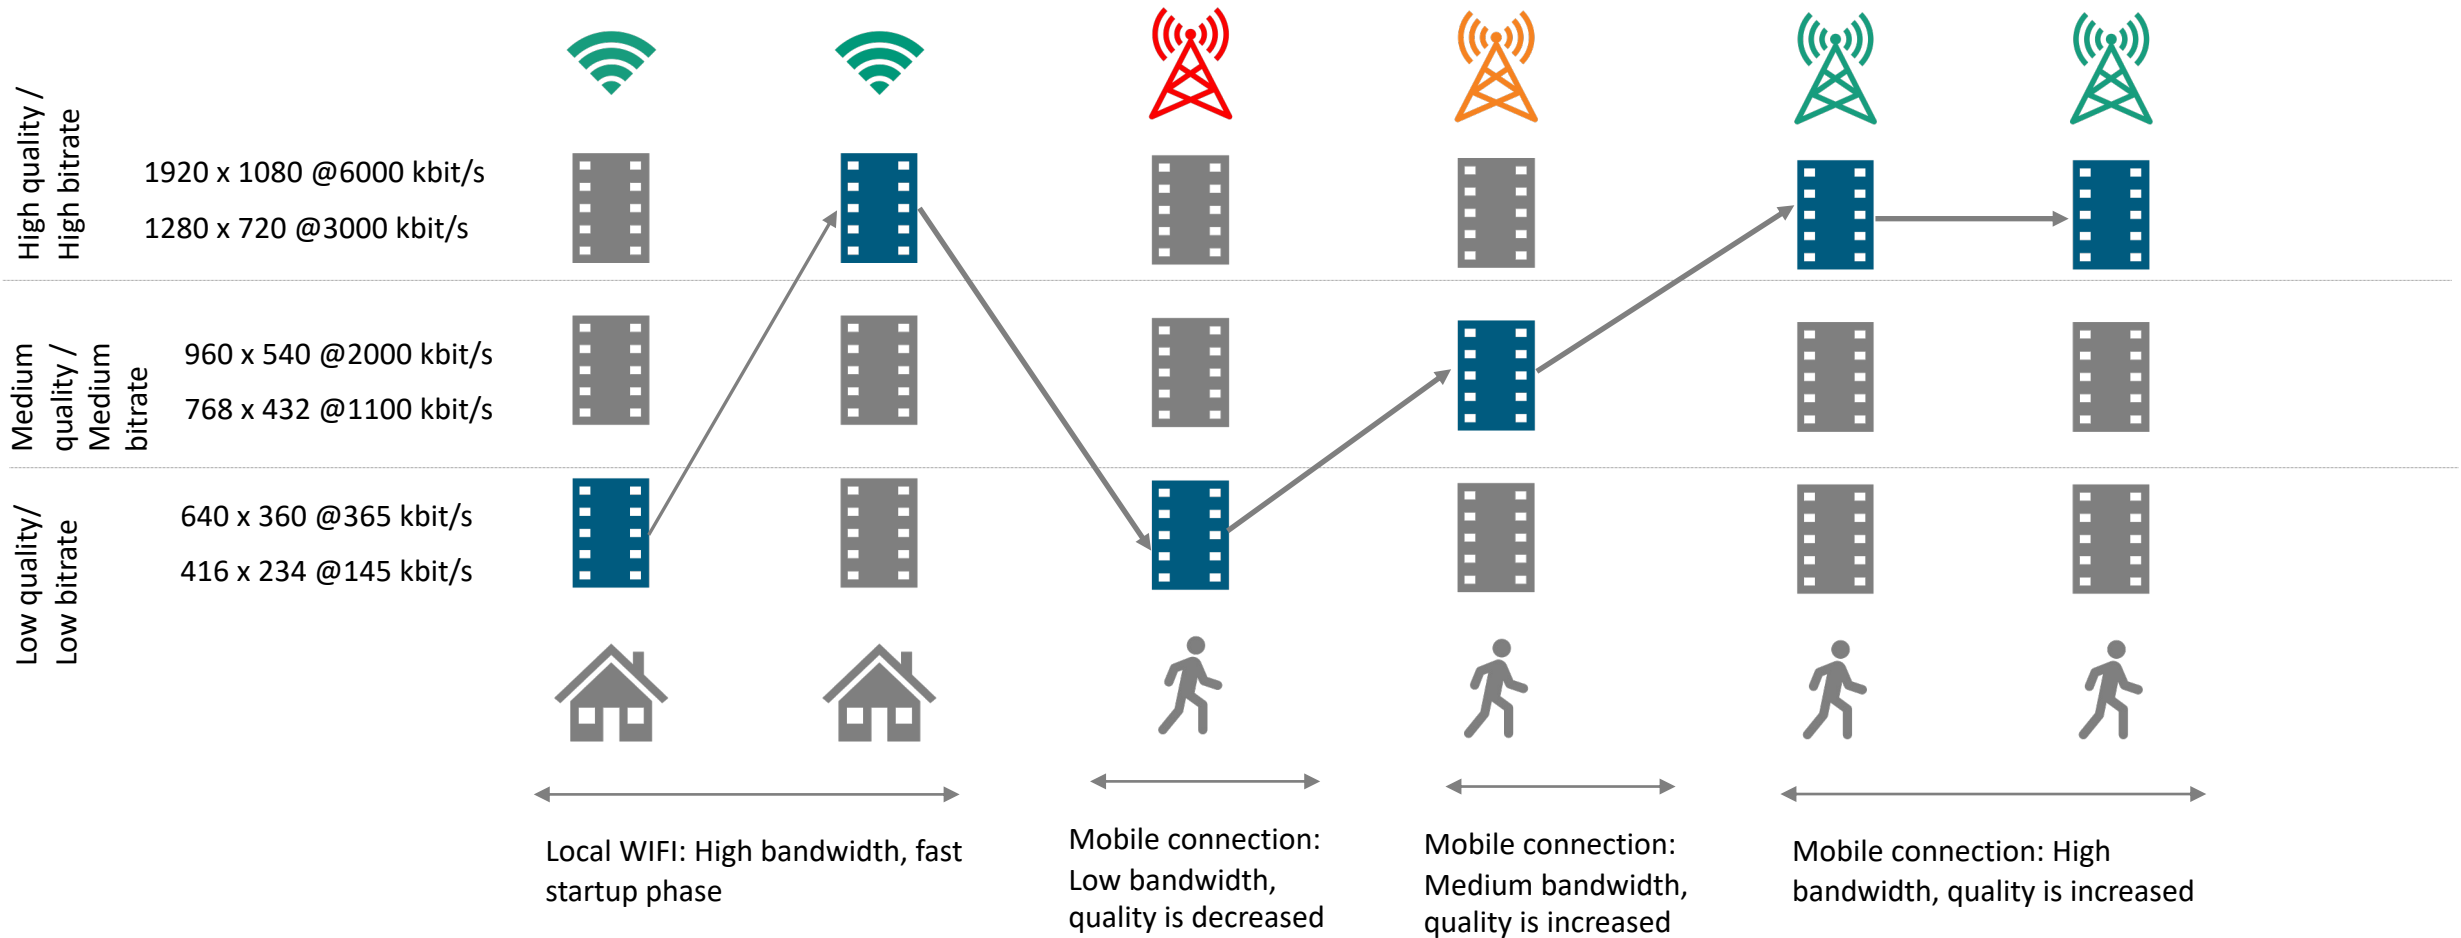 High quality /
High bitrate
1920 x 1080 @6000 kbit/s
1280 x 720 @3000 kbit/s
Medium
quality /
Medium
bitrate
960 x 540 @2000 kbit/s
768 x 432 @1100 kbit/s
Low quality/
Low bitrate
640 x 360 @365 kbit/s
416 x 234 @145 kbit/s
Local WIFI: High bandwidth, fast
startup phase
Mobile connection:
Low bandwidth,
quality is decreased
Mobile connection:
Medium bandwidth,
quality is increased
Mobile connection: High
bandwidth, quality is increased